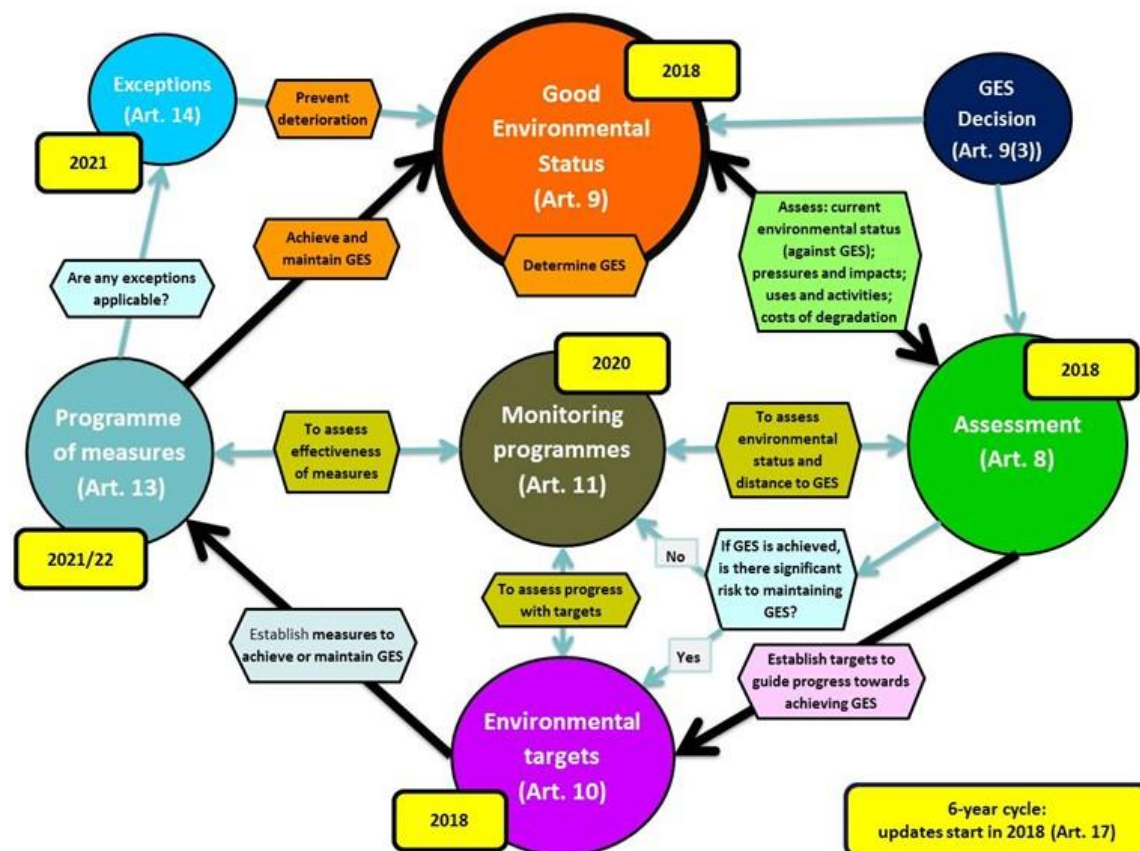 Exceptions
(Art. 14)
2021
Prevent
deterioration
Good
Environmental
Status
(Art. 9)
2018
Determine GES
GES
Decision
(Art. 9(3))
Achieve and
maintain GES
Assess: current
environmental status
(against GES);
pressures and impacts;
uses and activities;
costs of degradation
Are any exceptions
applicable?
Programme
of measures
(Art. 13)
2021/22
To assess
effectiveness
of measures
2020
Monitoring
programmes
(Art. 11)
To assess
environmental
status and
distance to GES
2018
Assessment
(Art. 8)
No
If GES is achieved,
is there significant
risk to maintaining
GES?
Yes
To assess progress
with targets
Establish measures to
achieve or maintain GES
Establish targets to
guide progress towards
achieving GES
Environmental
targets
(Art. 10)
2018
6-year cycle:
updates start in 2018 (Art. 17)